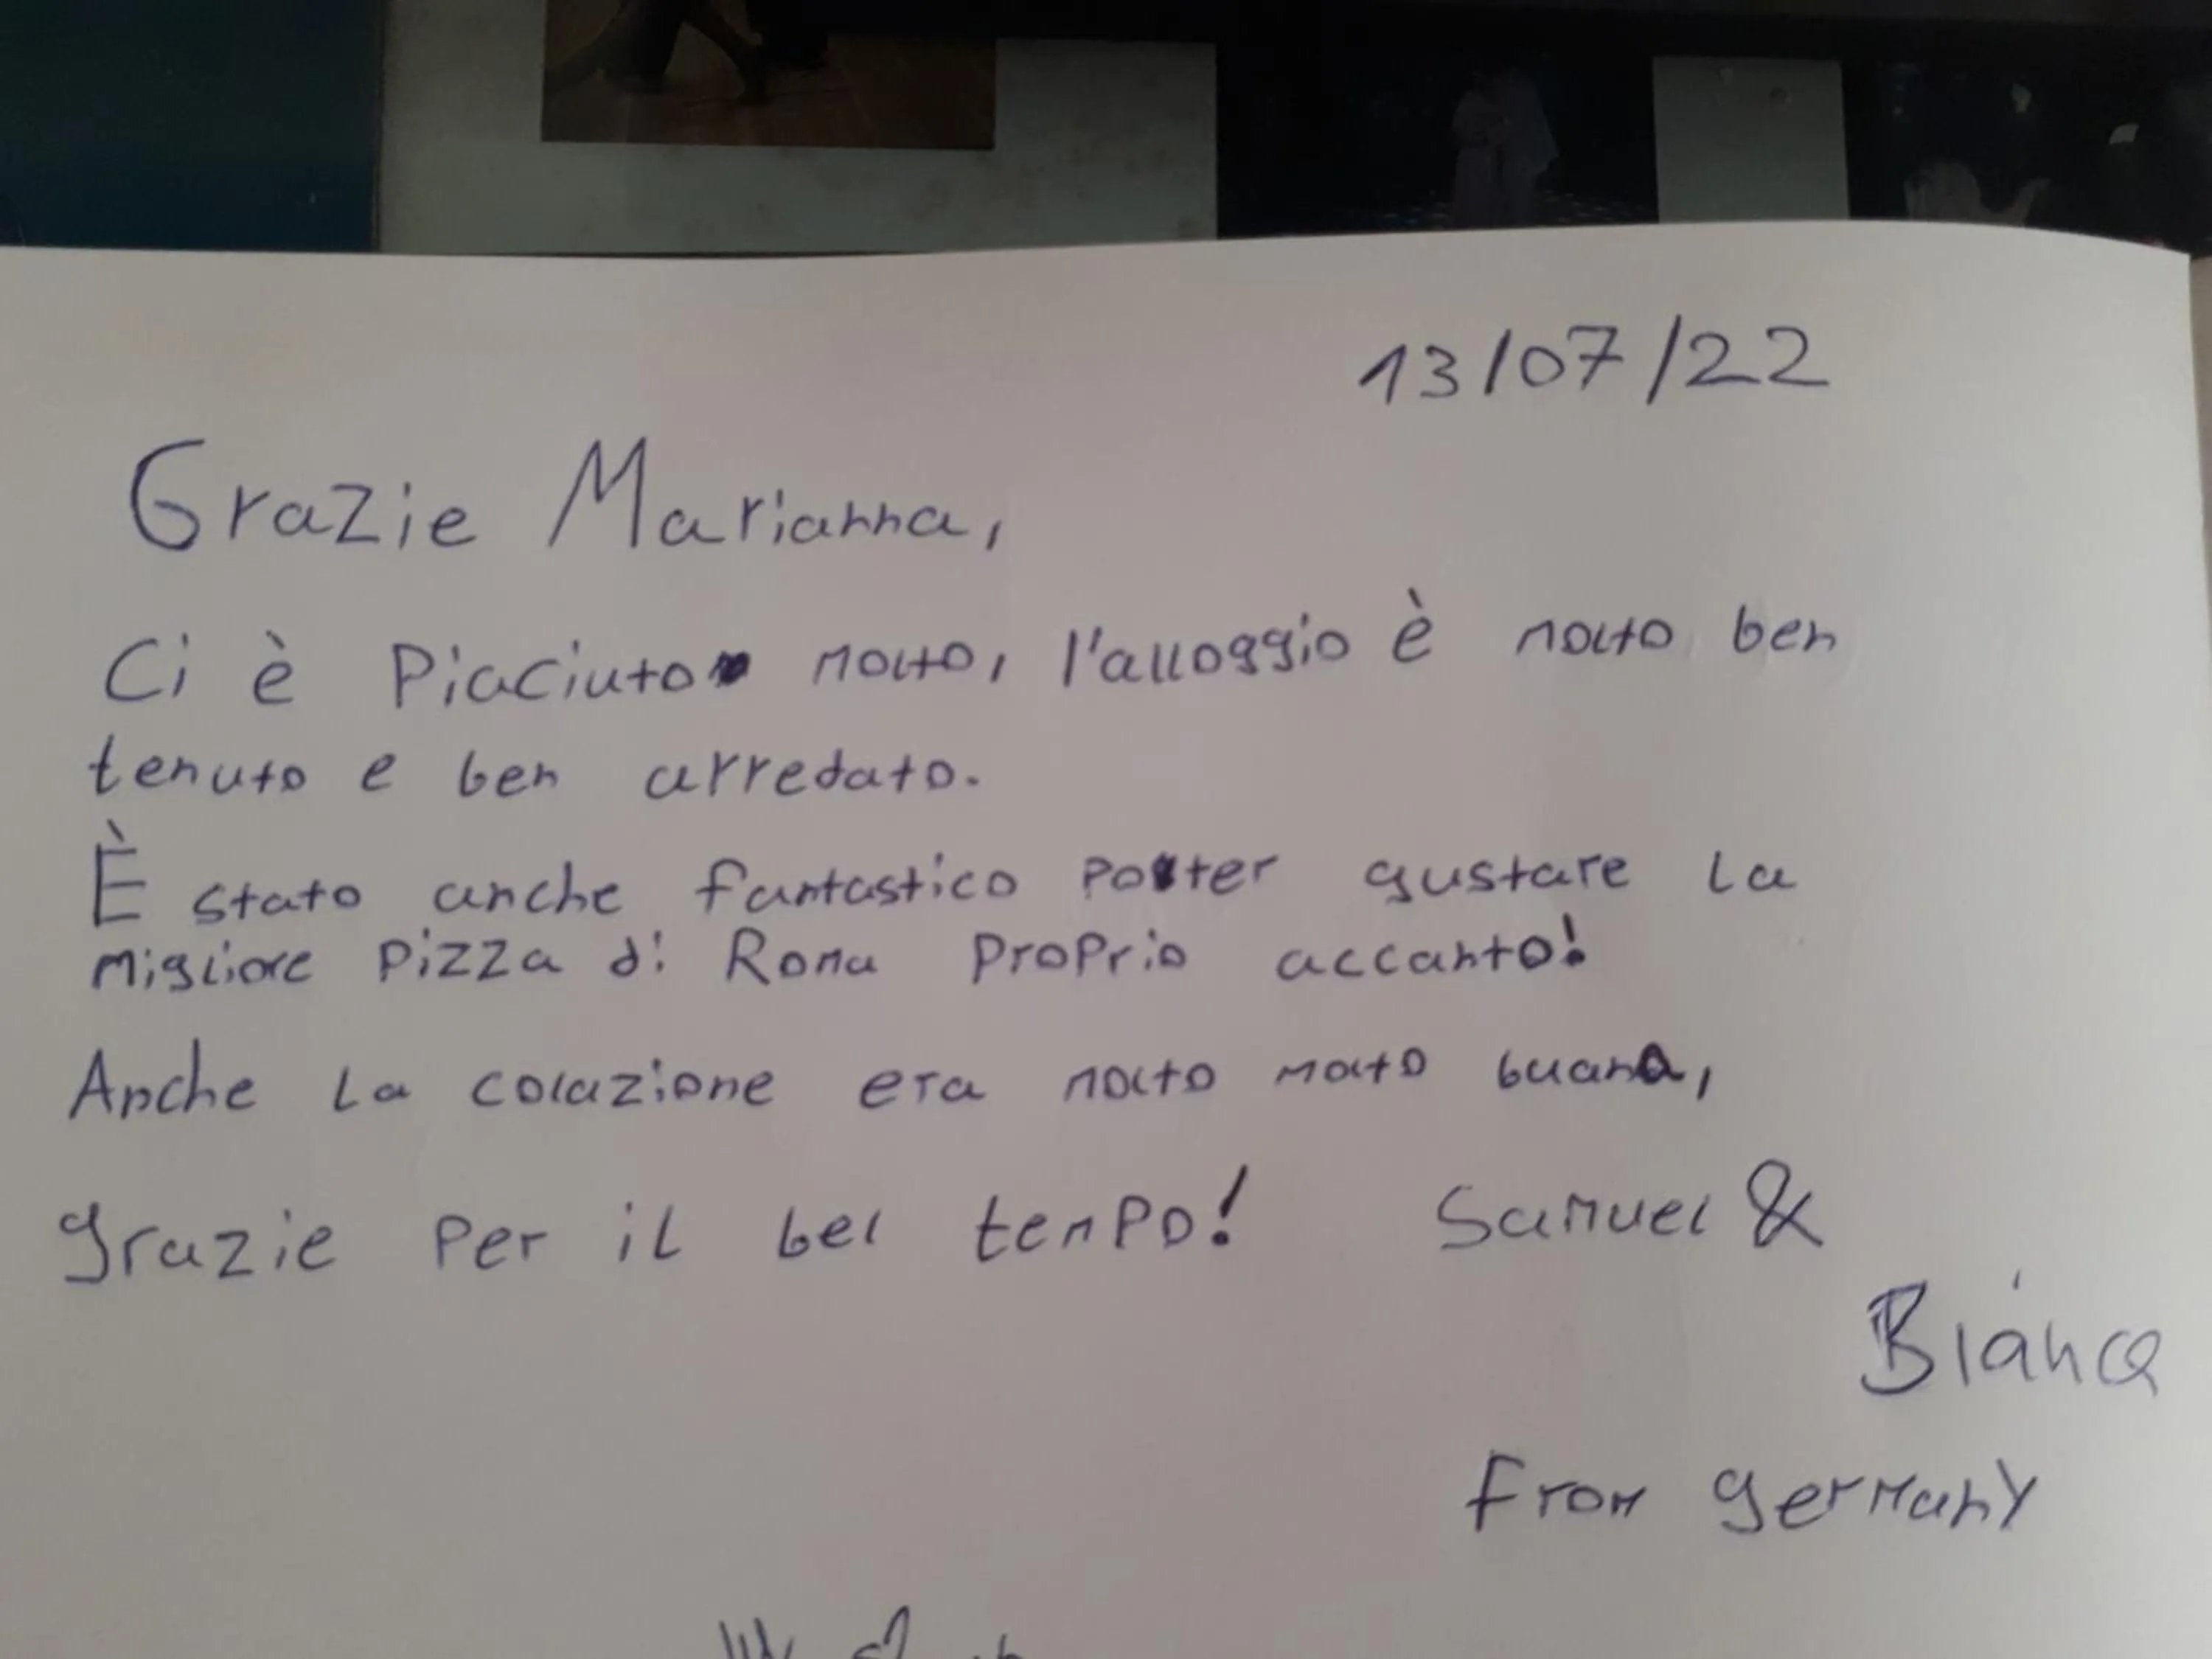 13/07/22
Grazie Marianna,
Ci è Piaciuto molto, l'alloggio è molto ben
tenuto e ben arredato.
È stato anche fantastico poter gustare la
migliore pizza di Roma proprio accanto!
Anche la colazione era molto molto buona,
grazie per il bel tempo! Samuel &
Bianca
From germany